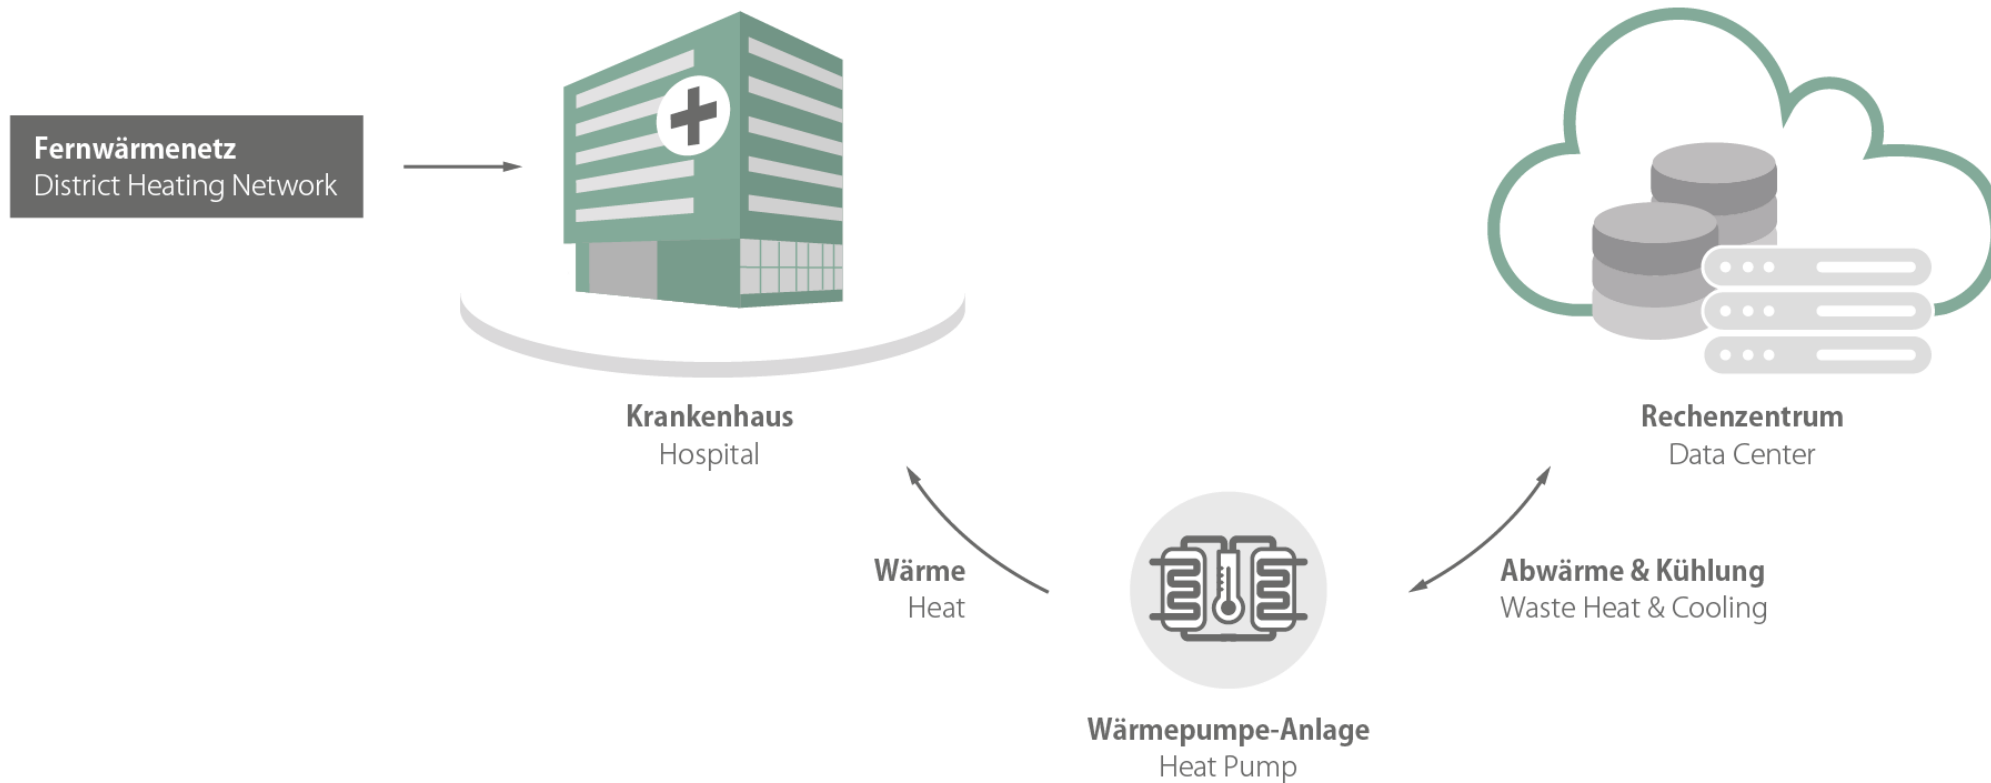 Fernwärmenetz
District Heating Network
Krankenhaus
Hospital
Rechenzentrum
Data Center
Wärme
Heat
Abwärme & Kühlung
Waste Heat & Cooling
Wärmepumpe-Anlage
Heat Pump